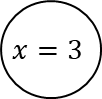 x = 3